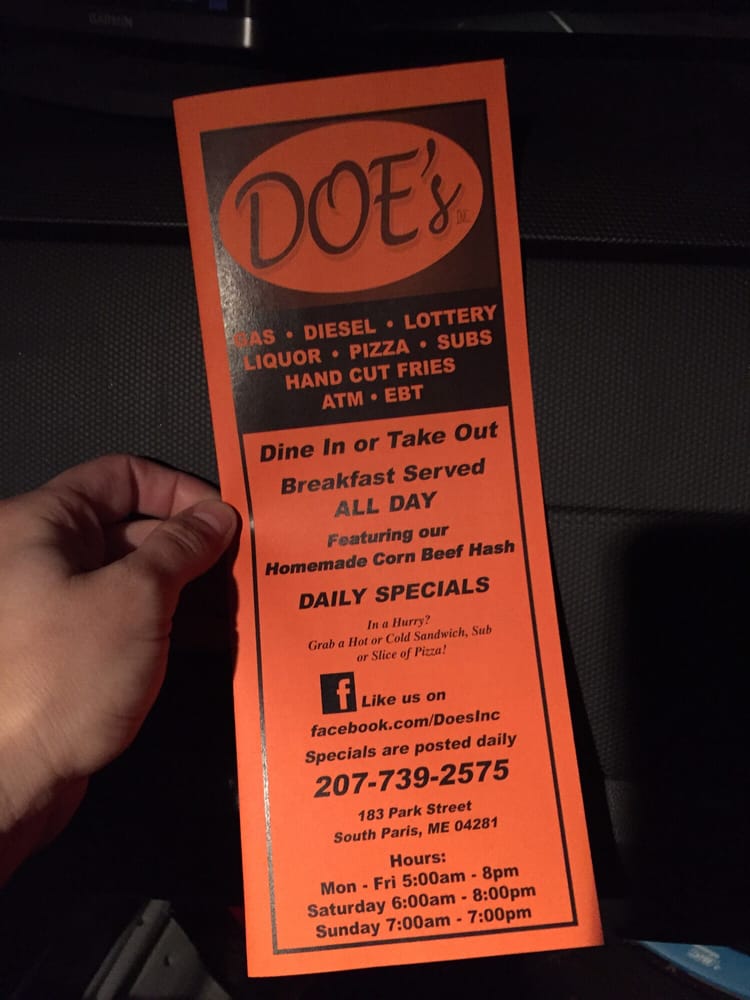 GARMIN
DOE's INC.
GAS • DIESEL • LOTTERY
LIQUOR • PIZZA • SUBS
HAND CUT FRIES
ATM • EBT
Dine In or Take Out
Breakfast Served
ALL DAY
Featuring our
Homemade Corn Beef Hash
DAILY SPECIALS
In a Hurry?
Grab a Hot or Cold Sandwich, Sub
or Slice of Pizza!
f Like us on
facebook.com/DoesInc
Specials are posted daily
207-739-2575
183 Park Street
South Paris, ME 04281
Hours:
Mon - Fri 5:00am - 8pm
Saturday 6:00am - 8:00pm
Sunday 7:00am - 7:00pm